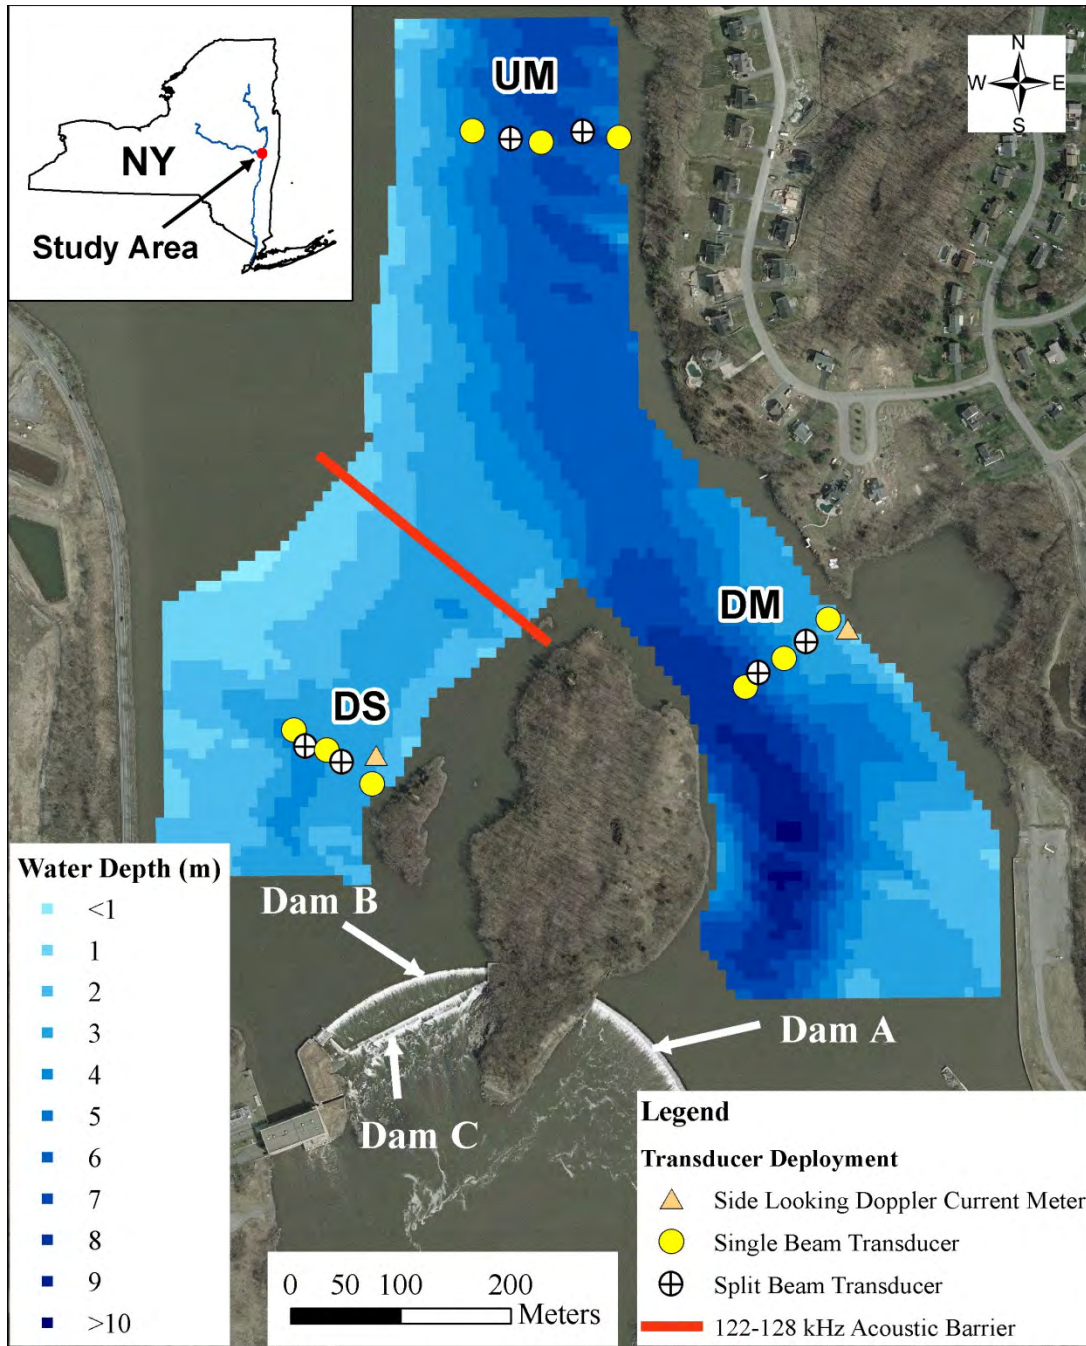 NY
Study Area
UM
N
W E
S
DM
DS
Dam B
Dam A
Dam C
Water Depth (m)
<1
1
2
3
4
5
6
7
8
9
>10
0 50 100 200
Meters
Legend
Transducer Deployment
Side Looking Doppler Current Meter
Single Beam Transducer
Split Beam Transducer
122-128 kHz Acoustic Barrier